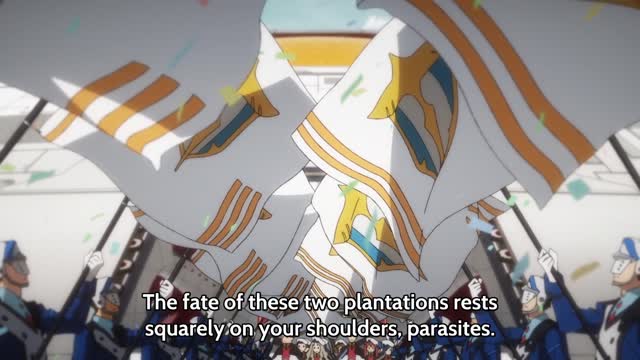 The fate of these two plantations rests
squarely on your shoulders, parasites.